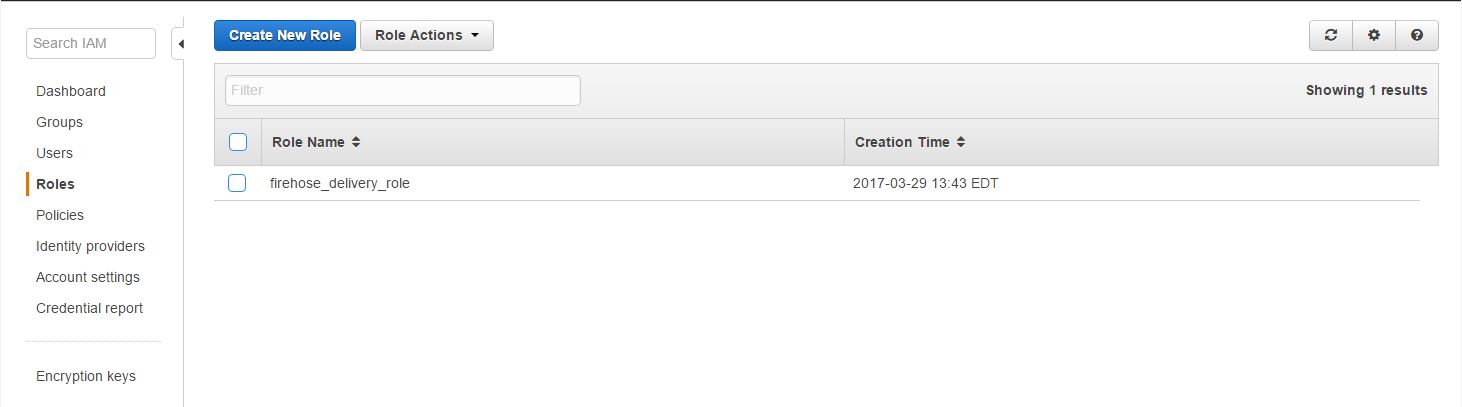 Search IAM
Dashboard
Groups
Users
Roles
Policies
Identity providers
Account settings
Credential report
Encryption keys
Create New Role
Role Actions
Filter
Showing 1 results
Role Name
Creation Time
firehose_delivery_role
2017-03-29 13:43 EDT